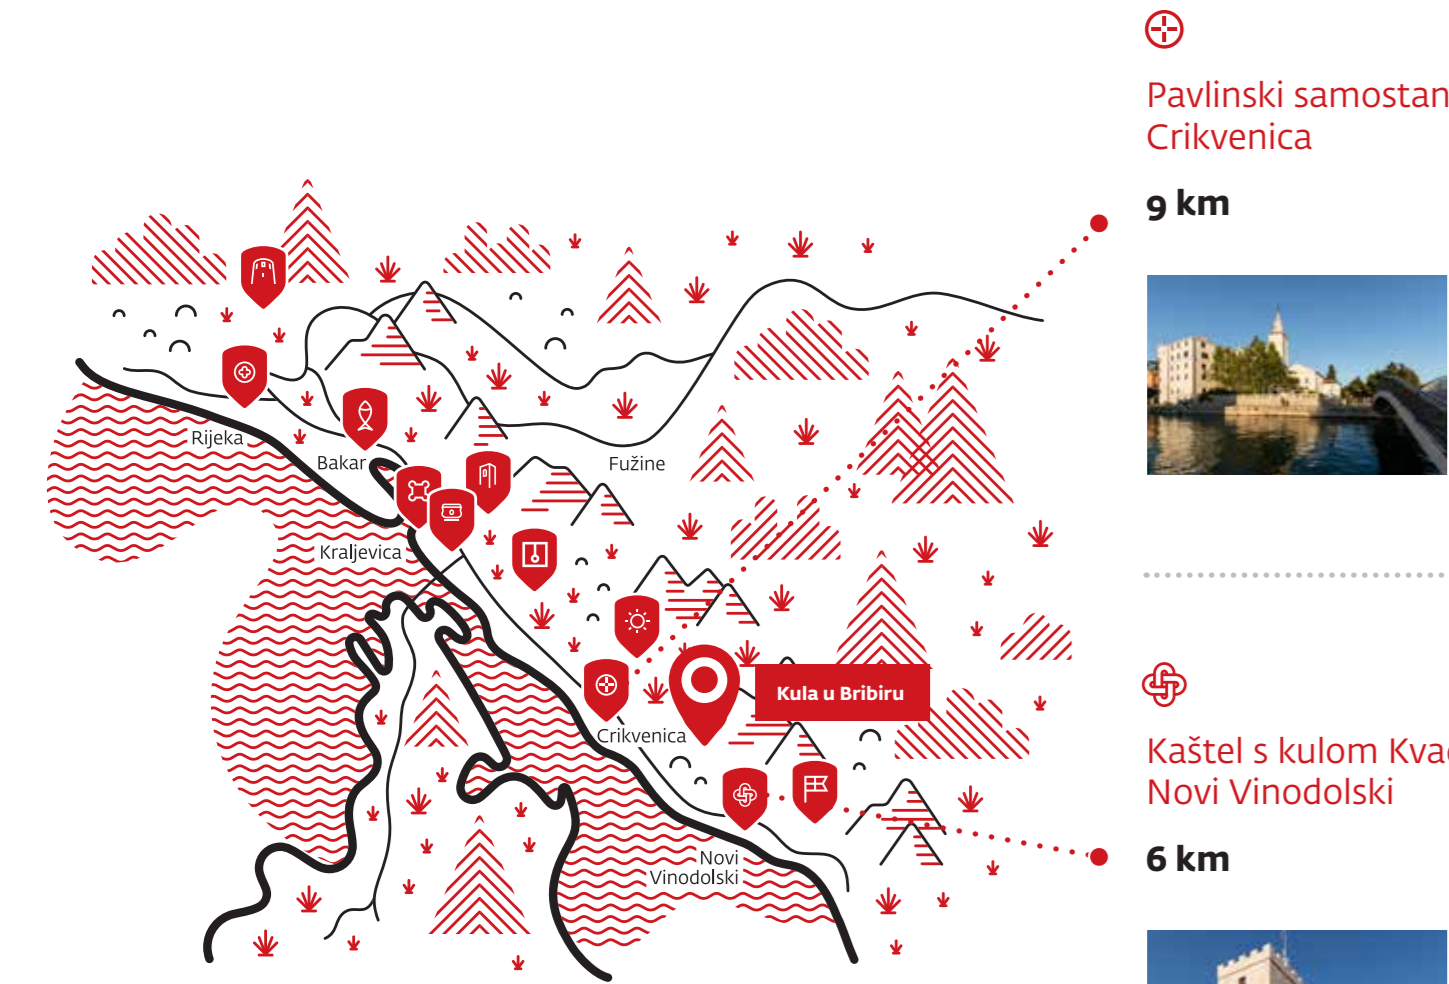 Pavlinski samostan
Crikvenica
9 km
Rijeka
Bakar
Fužine
Kraljevica
Kula u Bribiru
Crikvenica
Kaštel s kulom
Novi Vinodolski
6 km
Novi
Vinodolski